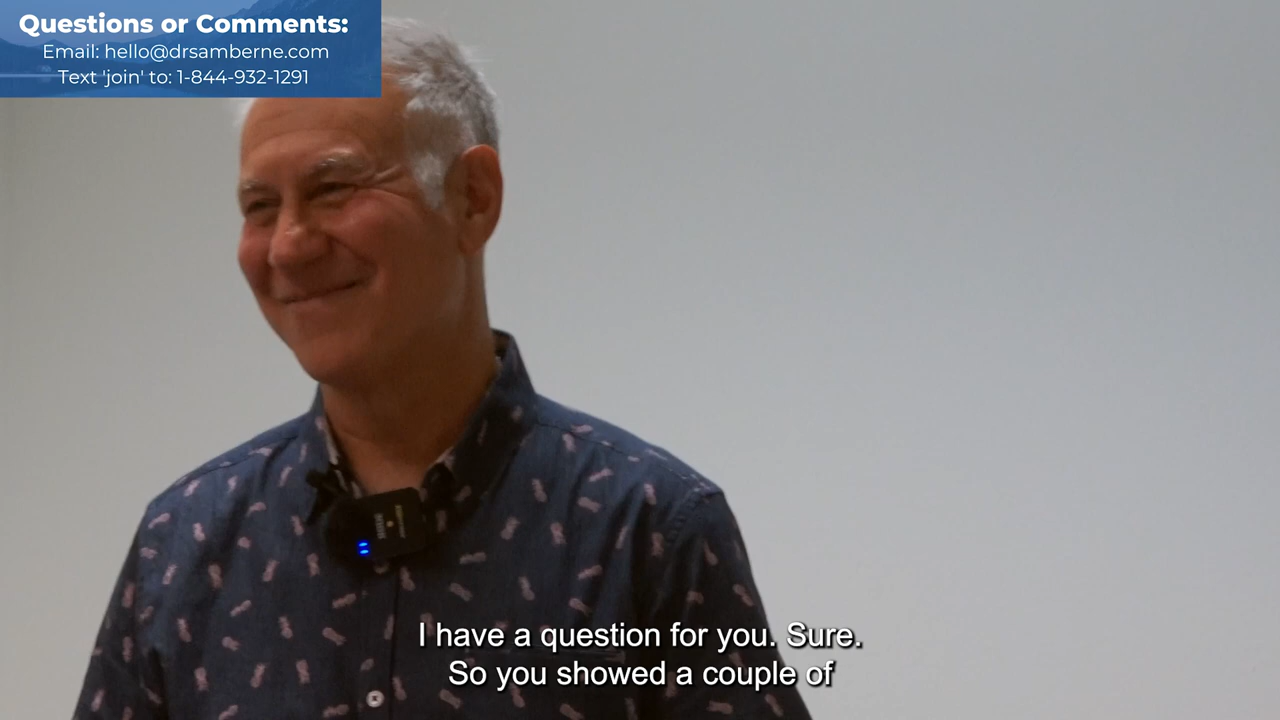 Questions or Comments:
Email: hello@drsamberne.com
Text 'join' to: 1-844-932-1291
I have a question for you. Sure.
So you showed a couple of